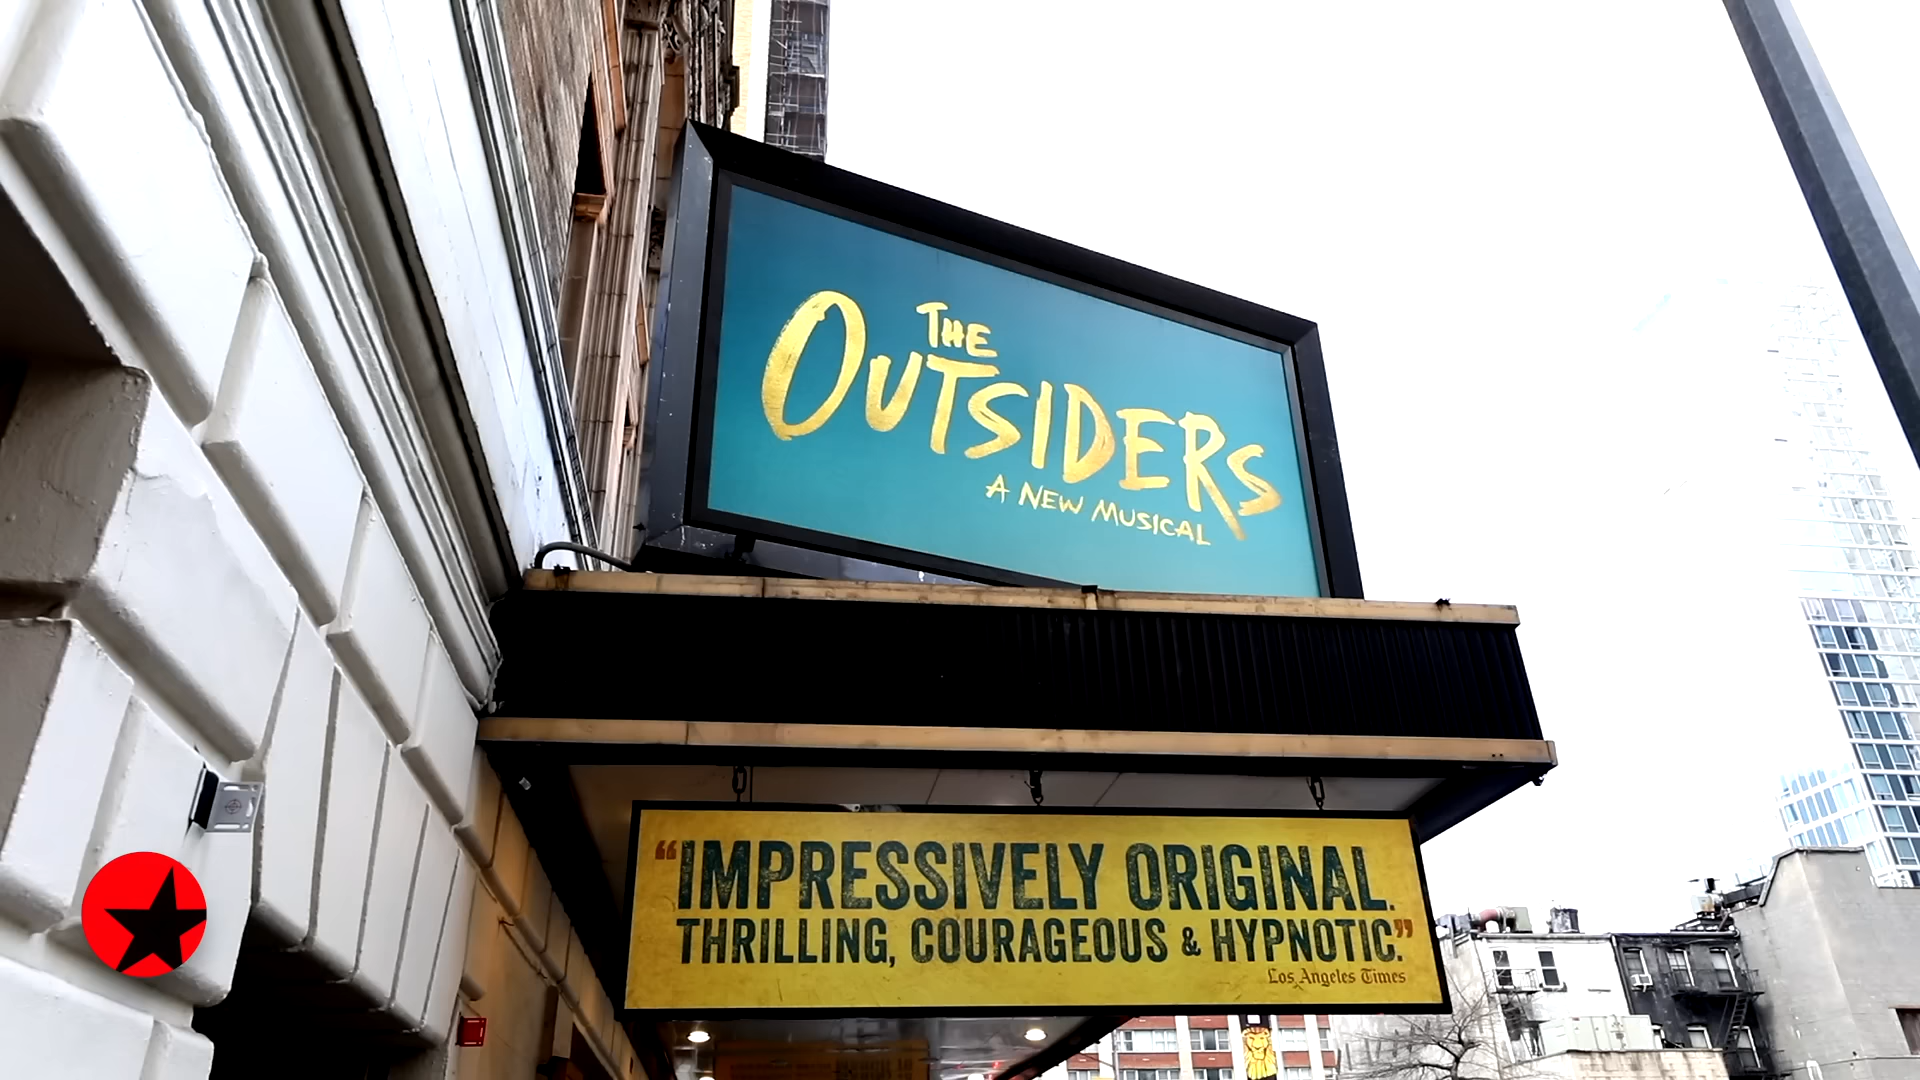 THE
OUTSIDERS
A NEW MUSICAL
“IMPRESSIVELY ORIGINAL.
THRILLING, COURAGEOUS & HYPNOTIC.”
Los Angeles Times